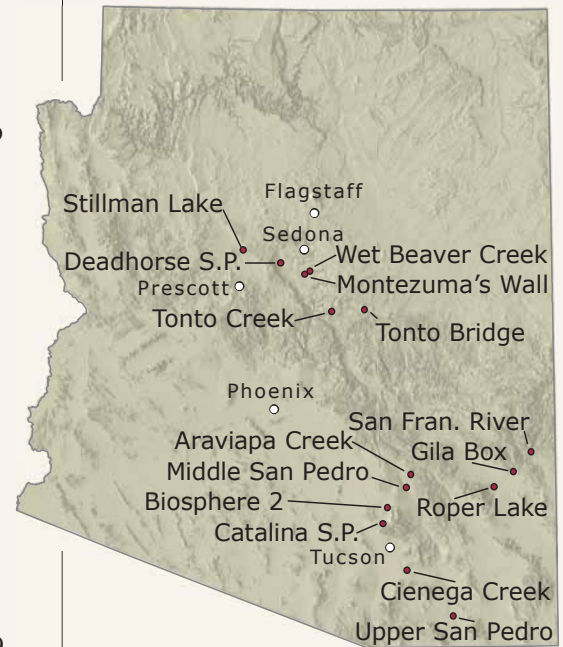 Flagstaff
Stillman Lake
Sedona
Deadhorse S.P.
Wet Beaver Creek
Prescott
Montezuma's Wall
Tonto Creek
Tonto Bridge
Phoenix
San Fran. River
Araviapa Creek
Gila Box
Middle San Pedro
Biosphere 2
Roper Lake
Catalina S.P.
Tucson
Cienega Creek
Upper San Pedro